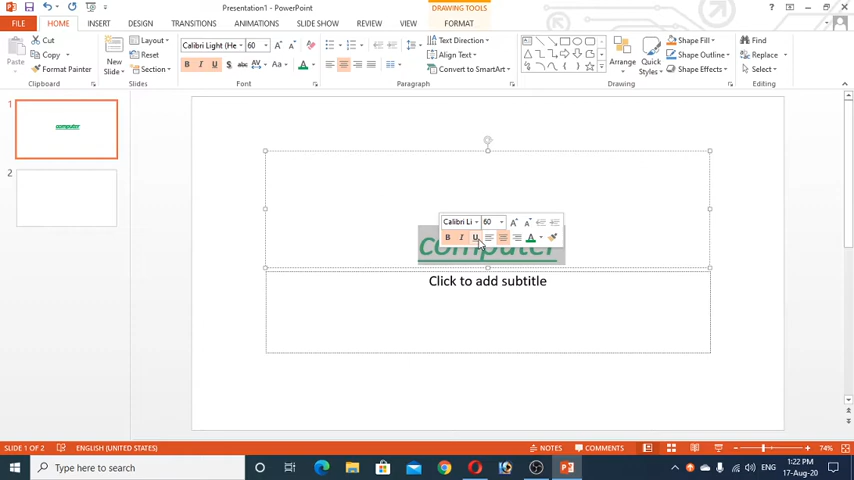 Presentation1 - PowerPoint
DRAWING TOOLS
FILE HOME INSERT DESIGN TRANSITIONS ANIMATIONS SLIDE SHOW REVIEW VIEW FORMAT
Paste
Cut
Copy
Format Painter
Clipboard
New
Slide
Layout
Reset
Section
Slides
Calibri Light (He 60
B I U S abc AV Aa A
Font
Paragraph
Text Direction
Align Text
Convert to SmartArt
Drawing
Arrange
Quick
Styles
Shape Fill
Shape Outline
Shape Effects
Find
Replace
Select
Editing
1
computer
2
Calibri Li 60
B I U A
computer
Click to add subtitle
SLIDE 1 OF 2 ENGLISH (UNITED STATES) NOTES COMMENTS 74%
Type here to search
ENG
1:22 PM
17-Aug-20